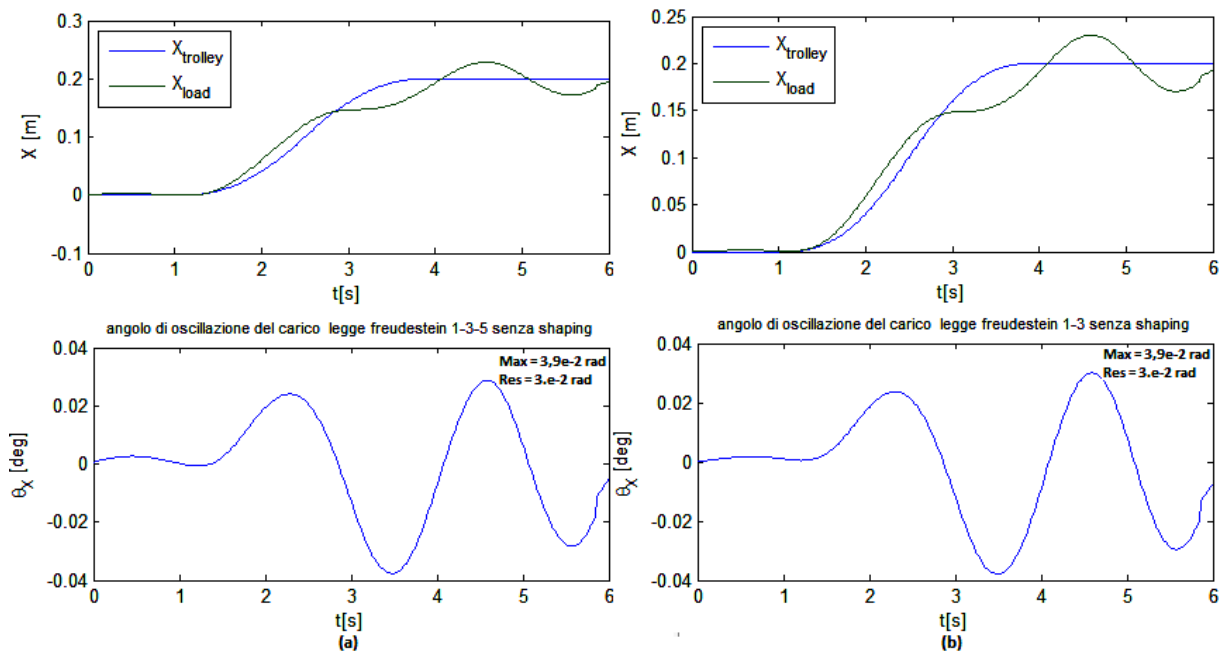 0.3
0.2
0.1
0
-0.1
X [m]
X_trolley
X_load
0 1 2 3 4 5 6
t[s]
angolo di oscillazione del carico legge freudestein 1-3-5 senza shaping
0.04
0.02
0
-0.02
-0.04
θ_X [deg]
Max = 3,9e-2 rad
Res = 3.e-2 rad
0 1 2 3 4 5 6
t[s]
(a)
0.25
0.2
0.15
0.1
0.05
0
X [m]
X_trolley
X_load
0 1 2 3 4 5 6
t[s]
angolo di oscillazione del carico legge freudestein 1-3 senza shaping
0.04
0.02
0
-0.02
-0.04
θ_X [deg]
Max = 3,9e-2 rad
Res = 3.e-2 rad
0 1 2 3 4 5 6
t[s]
(b)